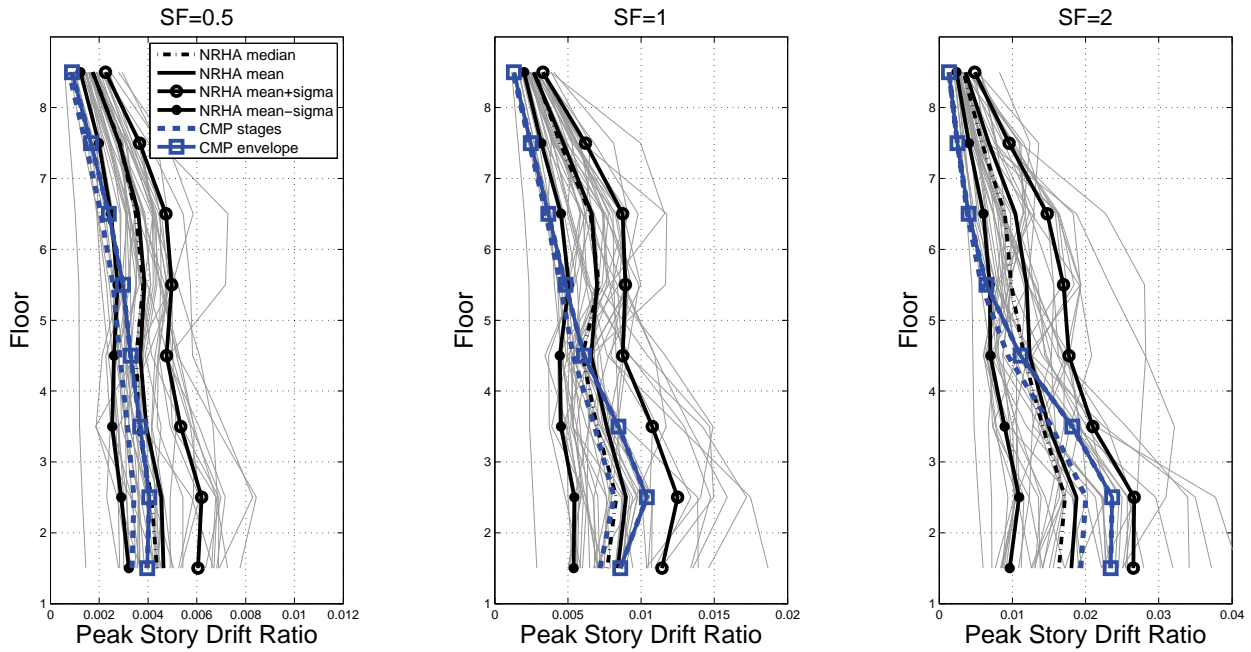 SF=0.5
NRHA median
NRHA mean
NRHA mean+sigma
NRHA mean−sigma
CMP stages
CMP envelope
8
7
6
5
4
3
2
1
Floor
0 0.002 0.004 0.006 0.008 0.01 0.012
Peak Story Drift Ratio
SF=1
8
7
6
5
4
3
2
1
Floor
0 0.005 0.01 0.015 0.02
Peak Story Drift Ratio
SF=2
8
7
6
5
4
3
2
1
Floor
0 0.01 0.02 0.03 0.04
Peak Story Drift Ratio